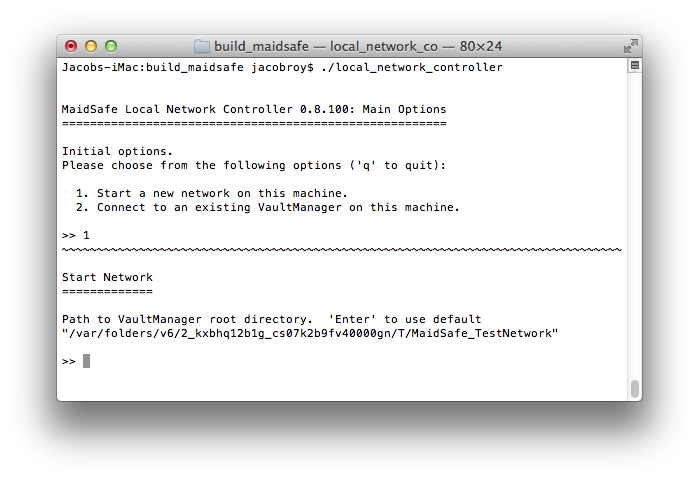 build_maidsafe — local_network_co — 80×24
Jacobs-iMac:build_maidsafe jacobroy$ ./local_network_controller
MaidSafe Local Network Controller 0.8.100: Main Options
=======================================================
Initial options.
Please choose from the following options ('q' to quit):
1. Start a new network on this machine.
2. Connect to an existing VaultManager on this machine.
>> 1
~~~~~~~~~~~~~~~~~~~~~~~~~~~~~~~~~~~~~~~~~~~~~~~~~~~~~~~~~~~~~~~~~~~~~~~~~~~~~~~~
Start Network
=============
Path to VaultManager root directory.  'Enter' to use default
"/var/folders/v6/2_kxbhq12b1g_cs07k2b9fv40000gn/T/MaidSafe_TestNetwork"
>>